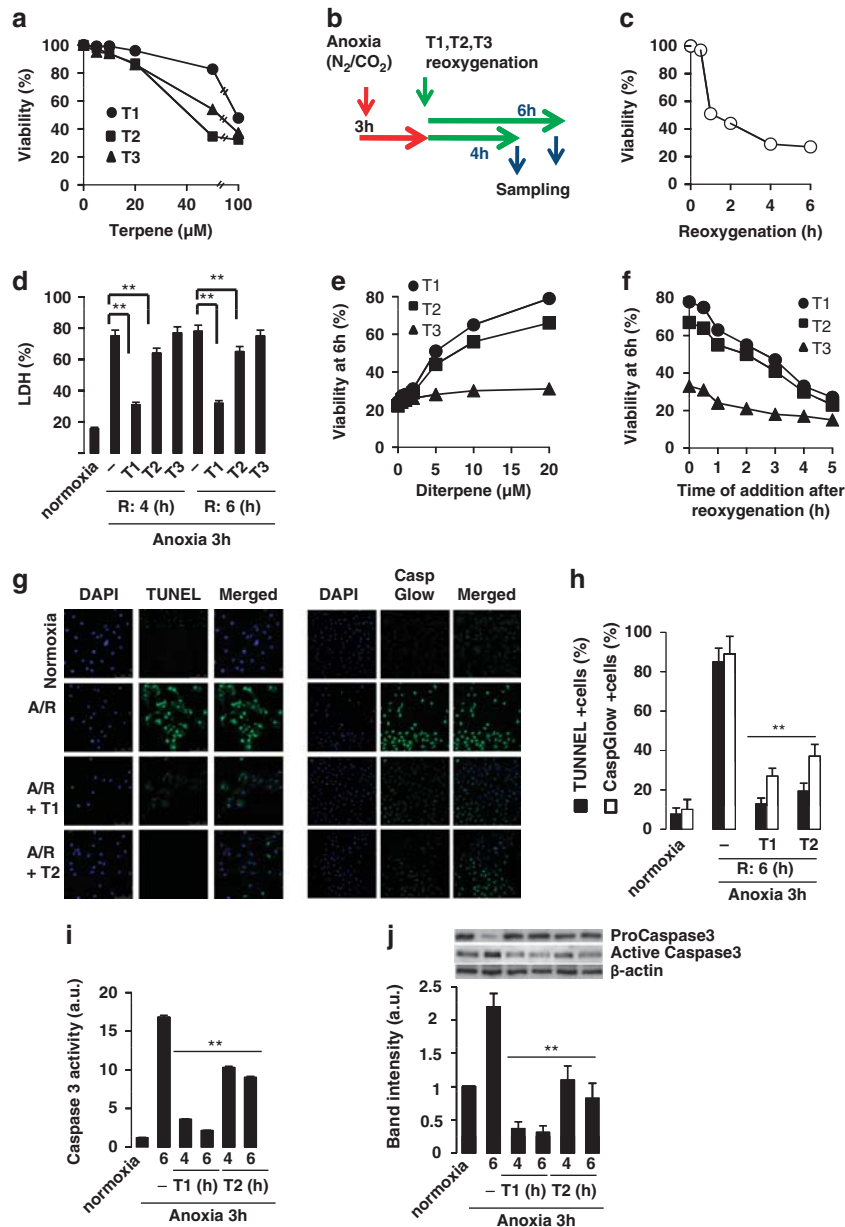 a
Viability (%)
100
80
60
40
20
0
T1
T2
T3
0 20 40 100
Terpene (µM)
b
Anoxia
(N2/CO2)
T1,T2,T3
reoxygenation
3h
6h
4h
Sampling
c
Viability (%)
100
80
60
40
20
0
0 2 4 6
Reoxygenation (h)
d
LDH (%)
100
80
60
40
20
** ** ** **
normoxia – T1 T2 T3 – T1 T2 T3
R: 4 (h) R: 6 (h)
Anoxia 3h
e
Viability at 6h (%)
80
60
40
20
0
T1
T2
T3
0 5 10 15 20
Diterpene (µM)
f
Viability at 6h (%)
80
60
40
20
0
T1
T2
T3
0 1 2 3 4 5
Time of addition after
reoxygenation (h)
g
DAPI TUNEL Merged DAPI Casp Glow Merged
Normoxia
A/R
A/R
+ T1
A/R
+ T2
h
TUNNEL +cells (%)
CaspGlow +cells (%)
100
80
60
40
20
0
**
normoxia – T1 T2
R: 6 (h)
Anoxia 3h
i
Caspase 3 activity (a.u.)
20
15
10
5
0
**
normoxia 6 4 6 4 6
– T1 (h) T2 (h)
Anoxia 3h
j
ProCaspase3
Active Caspase3
β-actin
Band intensity (a.u.)
2.5
2
1.5
1
0.5
0
**
normoxia 6 4 6 4 6
– T1 (h) T2 (h)
Anoxia 3h